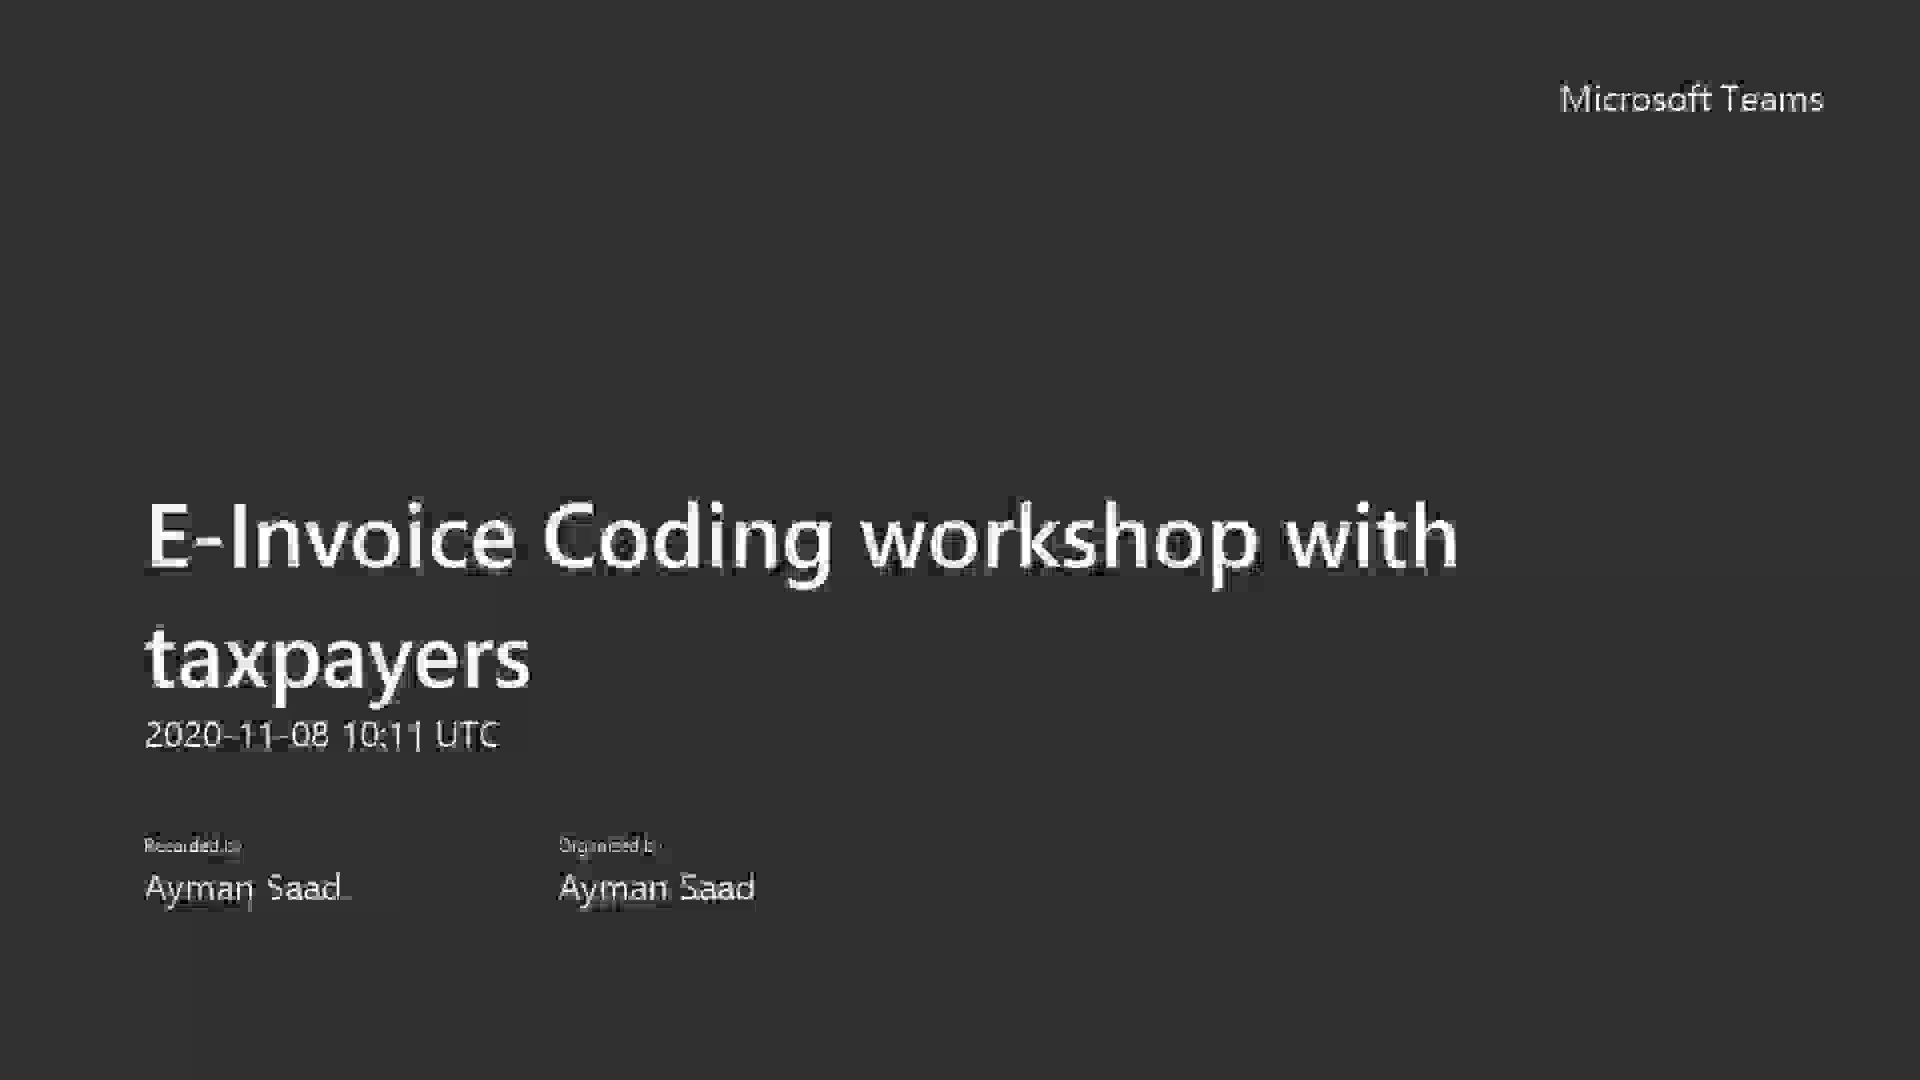 Microsoft Teams
E-Invoice Coding workshop with
taxpayers
2020-11-08 10:11 UTC
Recorded by
Organized by
Ayman Saad
Ayman Saad